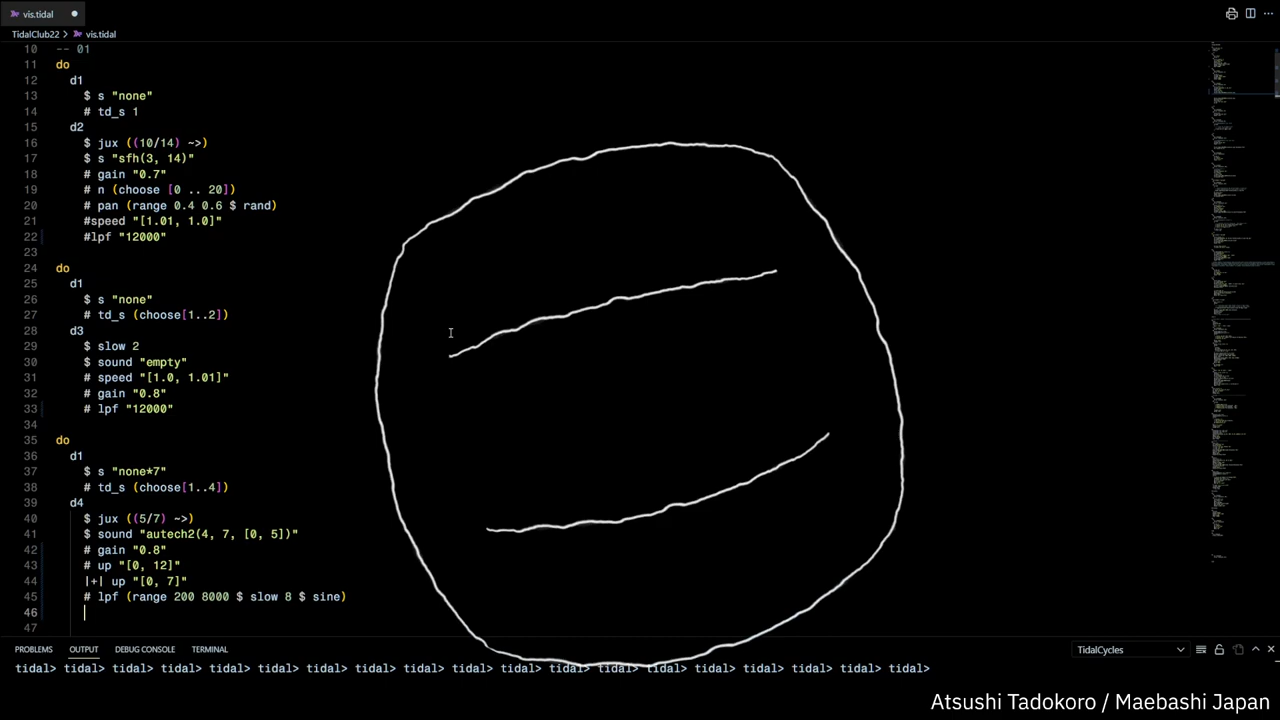 vis.tidal
TidalClub22 > vis.tidal
10 -- 01
11 do
12 d1
13 $ s "none"
14 # td_s 1
15 d2
16 $ jux ((10/14) ~>)
17 $ s "sfh(3, 14)"
18 # gain "0.7"
19 # n (choose [0 .. 20])
20 # pan (range 0.4 0.6 $ rand)
21 #speed "[1.01, 1.0]"
22 #lpf "12000"
23
24 do
25 d1
26 $ s "none"
27 # td_s (choose[1..2])
28 d3
29 $ slow 2
30 $ sound "empty"
31 # speed "[1.0, 1.01]"
32 # gain "0.8"
33 # lpf "12000"
34
35 do
36 d1
37 $ s "none*7"
38 # td_s (choose[1..4])
39 d4
40 $ jux ((5/7) ~>)
41 $ sound "autech2(4, 7, [0, 5])"
42 # gain "0.8"
43 # up "[0, 12]"
44 |+| up "[0, 7]"
45 # lpf (range 200 8000 $ slow 8 $ sine)
46
47
PROBLEMS OUTPUT DEBUG CONSOLE TERMINAL TidalCycles
tidal> tidal> tidal> tidal> tidal> tidal> tidal> tidal> tidal> tidal> tidal> tidal> tidal> tidal> tidal> tidal> tidal> tidal> tidal>
Atsushi Tadokoro / Maebashi Japan